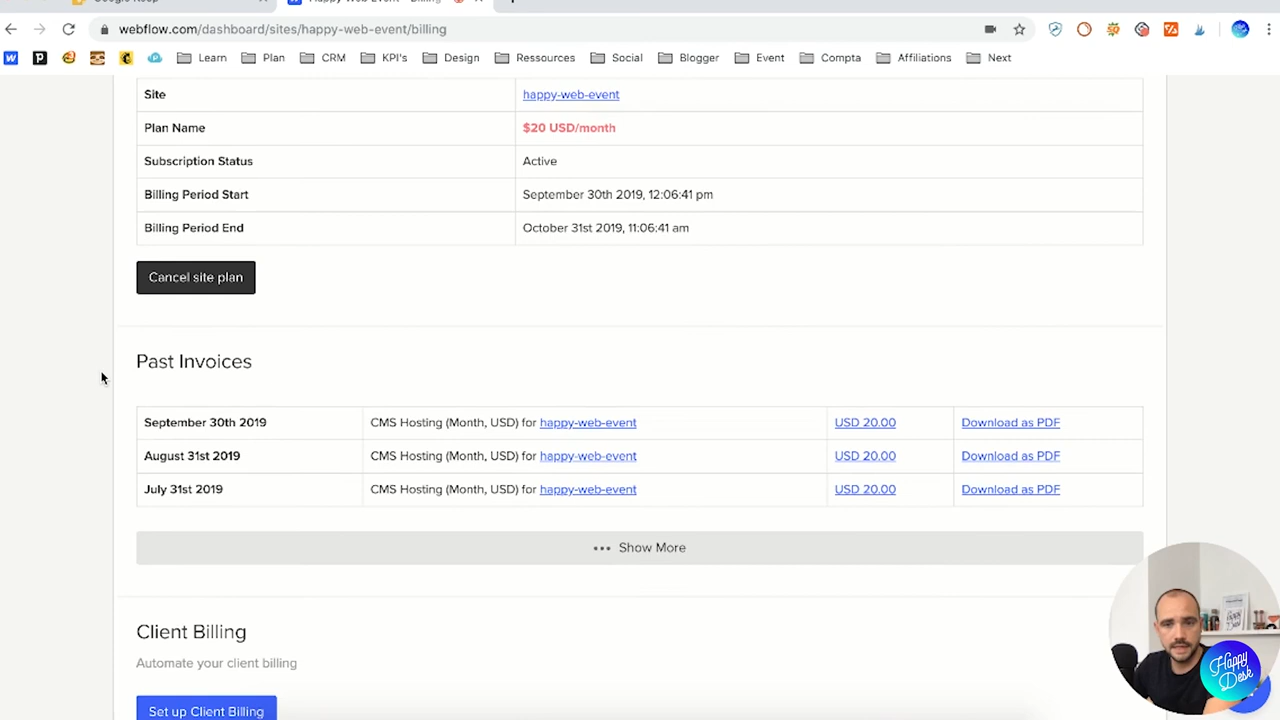 Happy Web Event - Billing
webflow.com/dashboard/sites/happy-web-event/billing
Learn Plan CRM KPI's Design Ressources Social Blogger Event Compta Affiliations Next
Site happy-web-event
Plan Name $20 USD/month
Subscription Status Active
Billing Period Start September 30th 2019, 12:06:41 pm
Billing Period End October 31st 2019, 11:06:41 am
Cancel site plan
Past Invoices
September 30th 2019 CMS Hosting (Month, USD) for happy-web-event USD 20.00 Download as PDF
August 31st 2019 CMS Hosting (Month, USD) for happy-web-event USD 20.00 Download as PDF
July 31st 2019 CMS Hosting (Month, USD) for happy-web-event USD 20.00 Download as PDF
••• Show More
Client Billing
Automate your client billing
Set up Client Billing
Happy
Desk